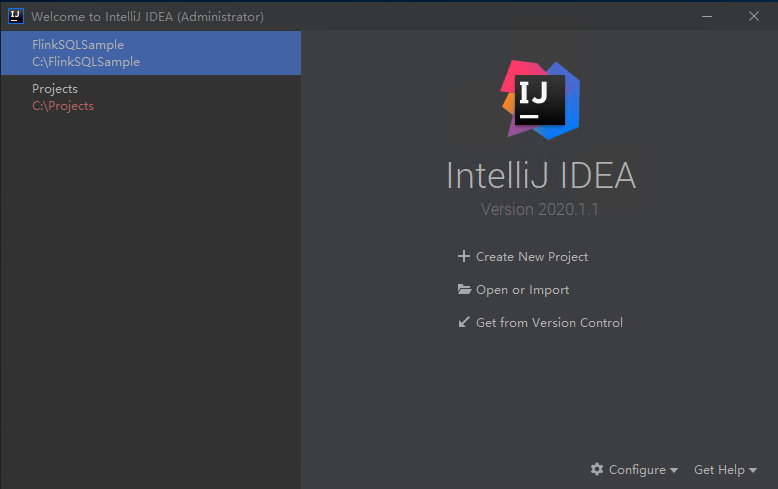 Welcome to IntelliJ IDEA (Administrator)
FlinkSQLSample
C:\FlinkSQLSample
Projects
C:\Projects
IJ
IntelliJ IDEA
Version 2020.1.1
Create New Project
Open or Import
Get from Version Control
Configure
Get Help